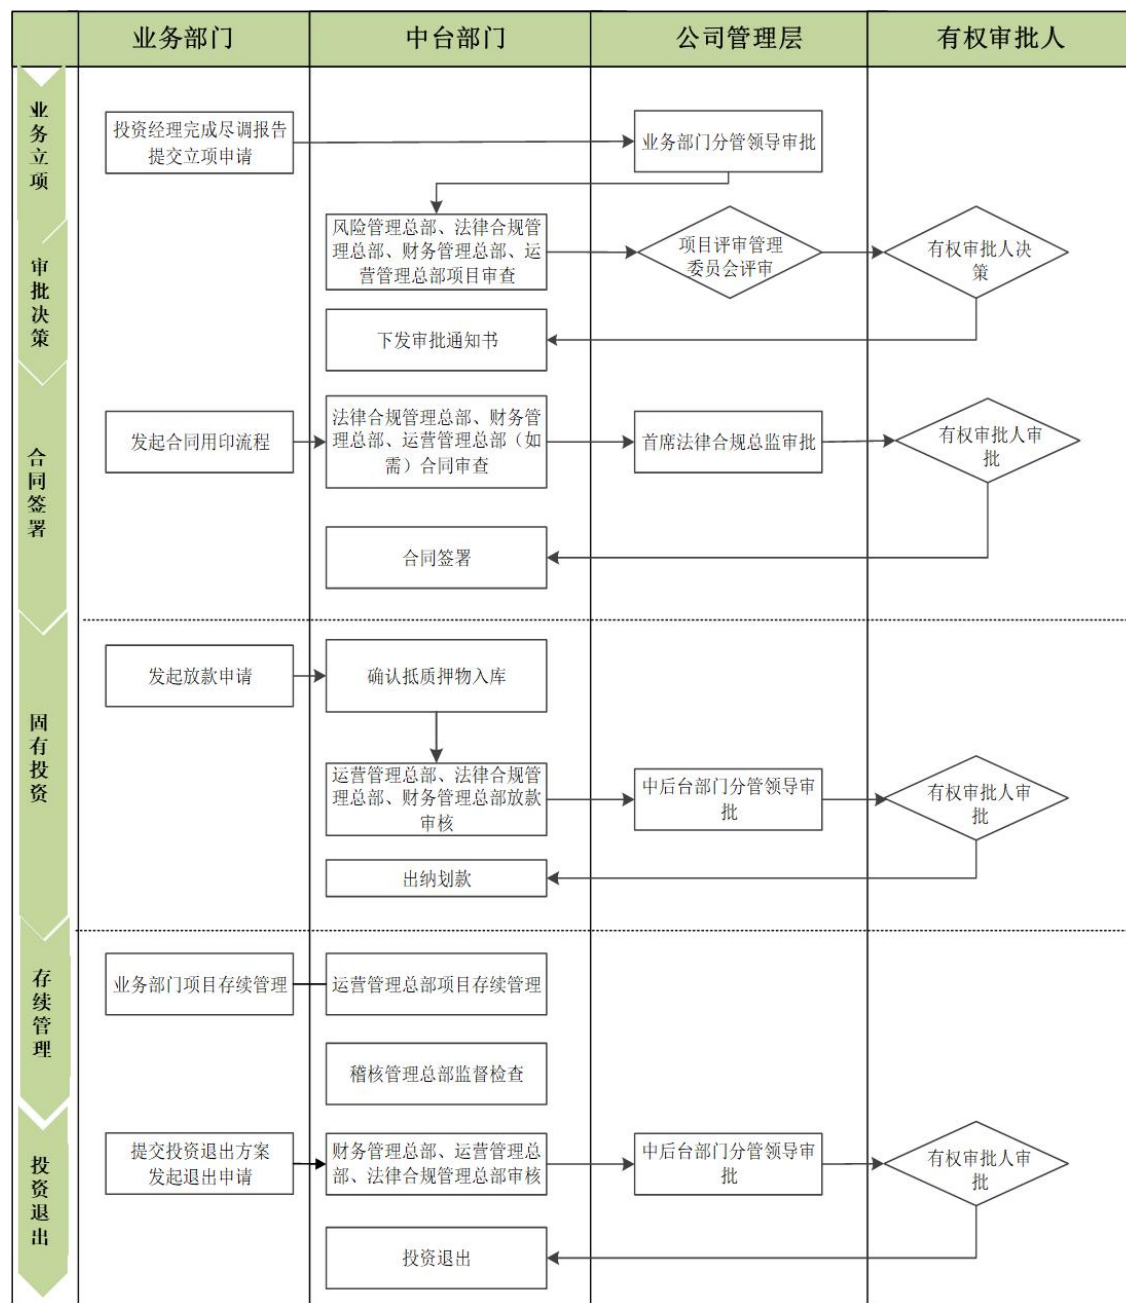 业务部门
中台部门
公司管理层
有权审批人
业务立项
投资经理完成尽调报告
提交立项申请
业务部门分管领导审批
审批决策
风险管理总部、法律合规管
理总部、财务管理总部、运
营管理总部项目审查
项目评审管理
委员会评审
有权审批人决
策
下发审批通知书
合同签署
发起合同用印流程
法律合规管理总部、财务管
理总部、运营管理总部（如
需）合同审查
首席法律合规总监审批
有权审批人审
批
合同签署
固有投资
发起放款申请
确认抵质押物入库
运营管理总部、法律合规管
理总部、财务管理总部放款
审核
中后台部门分管领导审
批
有权审批人审
批
出纳划款
存续管理
业务部门项目存续管理
运营管理总部项目存续管理
稽核管理总部监督检查
投资退出
提交投资退出方案
发起退出申请
财务管理总部、运营管理总
部、法律合规管理总部审核
中后台部门分管领导审
批
有权审批人审
批
投资退出